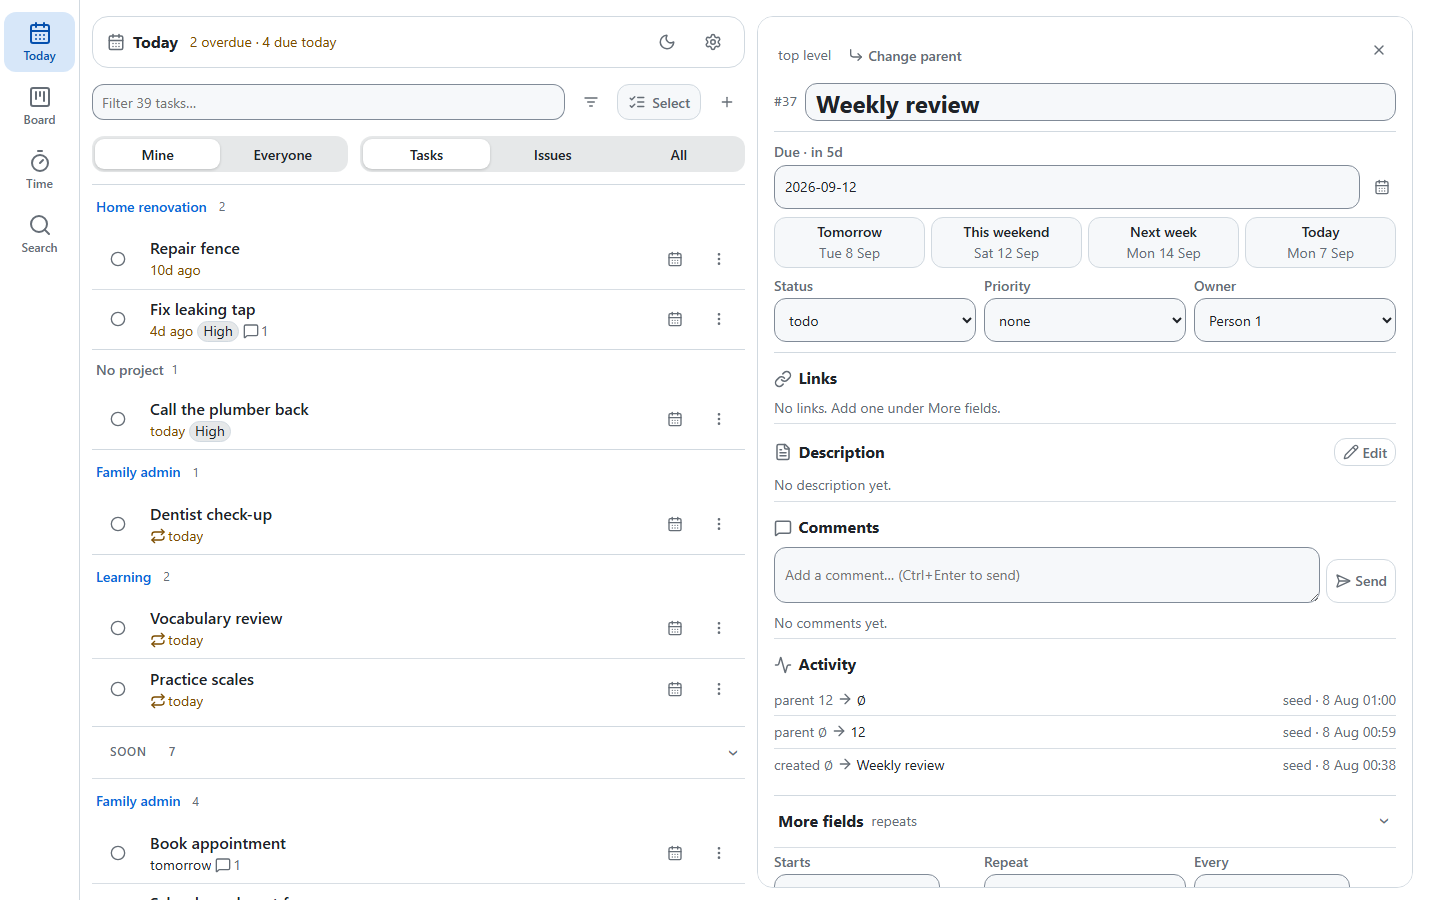 Today
Board
Time
Search
Today 2 overdue · 4 due today
Filter 39 tasks...
Select
Mine Everyone Tasks Issues All
Home renovation 2
Repair fence
10d ago
Fix leaking tap
4d ago High 1
No project 1
Call the plumber back
today High
Family admin 1
Dentist check-up
today
Learning 2
Vocabulary review
today
Practice scales
today
SOON 7
Family admin 4
Book appointment
tomorrow 1
top level Change parent
#37 Weekly review
Due · in 5d
2026-09-12
Tomorrow This weekend Next week Today
Tue 8 Sep Sat 12 Sep Mon 14 Sep Mon 7 Sep
Status Priority Owner
todo none Person 1
Links
No links. Add one under More fields.
Description Edit
No description yet.
Comments
Add a comment... (Ctrl+Enter to send)
Send
No comments yet.
Activity
parent 12 → ∅ seed · 8 Aug 01:00
parent ∅ → 12 seed · 8 Aug 00:59
created ∅ → Weekly review seed · 8 Aug 00:38
More fields repeats
Starts Repeat Every